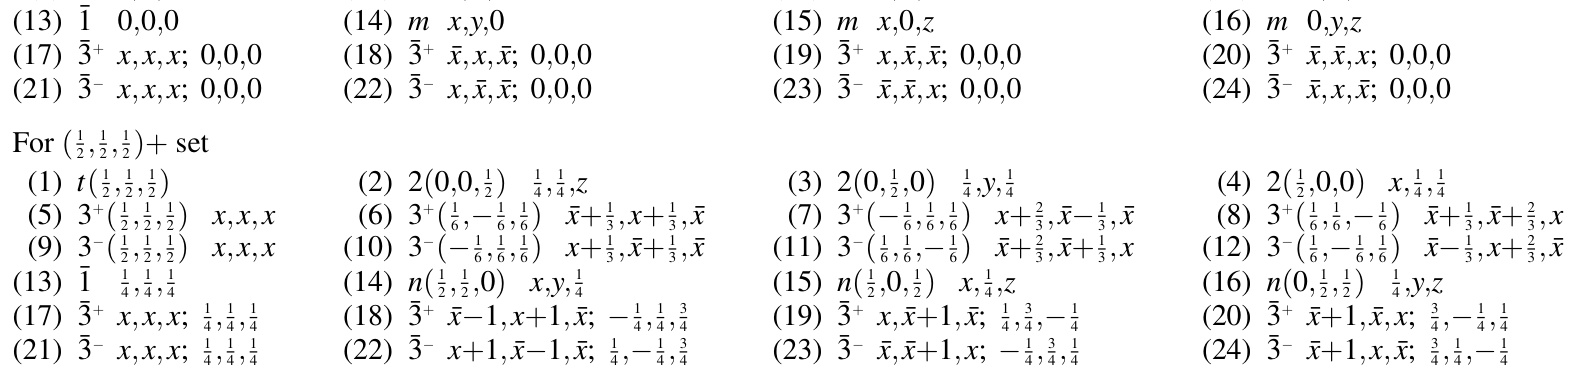 (13) 1̄ 0,0,0 (14) m x,y,0 (15) m x,0,z (16) m 0,y,z
(17) 3̄⁺ x,x,x; 0,0,0 (18) 3̄⁺ x̄,x,x̄; 0,0,0 (19) 3̄⁺ x,x̄,x̄; 0,0,0 (20) 3̄⁺ x̄,x̄,x; 0,0,0
(21) 3̄⁻ x,x,x; 0,0,0 (22) 3̄⁻ x,x̄,x̄; 0,0,0 (23) 3̄⁻ x̄,x̄,x; 0,0,0 (24) 3̄⁻ x̄,x,x̄; 0,0,0
For (½,½,½)+ set
(1) t(½,½,½) (2) 2(0,0,½) ¼,¼,z (3) 2(0,½,0) ¼,y,¼ (4) 2(½,0,0) x,¼,¼
(5) 3⁺(½,½,½) x,x,x (6) 3⁺(⅙,−⅙,⅙) x̄+⅓,x+⅓,x̄ (7) 3⁺(−⅙,⅙,⅙) x+⅔,x̄−⅓,x̄ (8) 3⁺(⅙,⅙,−⅙) x̄+⅓,x̄+⅔,x
(9) 3⁻(½,½,½) x,x,x (10) 3⁻(−⅙,⅙,⅙) x+⅓,x̄+⅓,x̄ (11) 3⁻(⅙,⅙,−⅙) x̄+⅔,x̄+⅓,x (12) 3⁻(⅙,−⅙,⅙) x̄−⅓,x+⅔,x̄
(13) 1̄ ¼,¼,¼ (14) n(½,½,0) x,y,¼ (15) n(½,0,½) x,¼,z (16) n(0,½,½) ¼,y,z
(17) 3̄⁺ x,x,x; ¼,¼,¼ (18) 3̄⁺ x̄−1,x+1,x̄; −¼,¼,¾ (19) 3̄⁺ x,x̄+1,x̄; ¼,¾,−¼ (20) 3̄⁺ x̄+1,x̄,x; ¾,−¼,¼
(21) 3̄⁻ x,x,x; ¼,¼,¼ (22) 3̄⁻ x+1,x̄−1,x̄; ¼,−¼,¾ (23) 3̄⁻ x̄,x̄+1,x; −¼,¾,¼ (24) 3̄⁻ x̄+1,x,x̄; ¾,¼,−¼